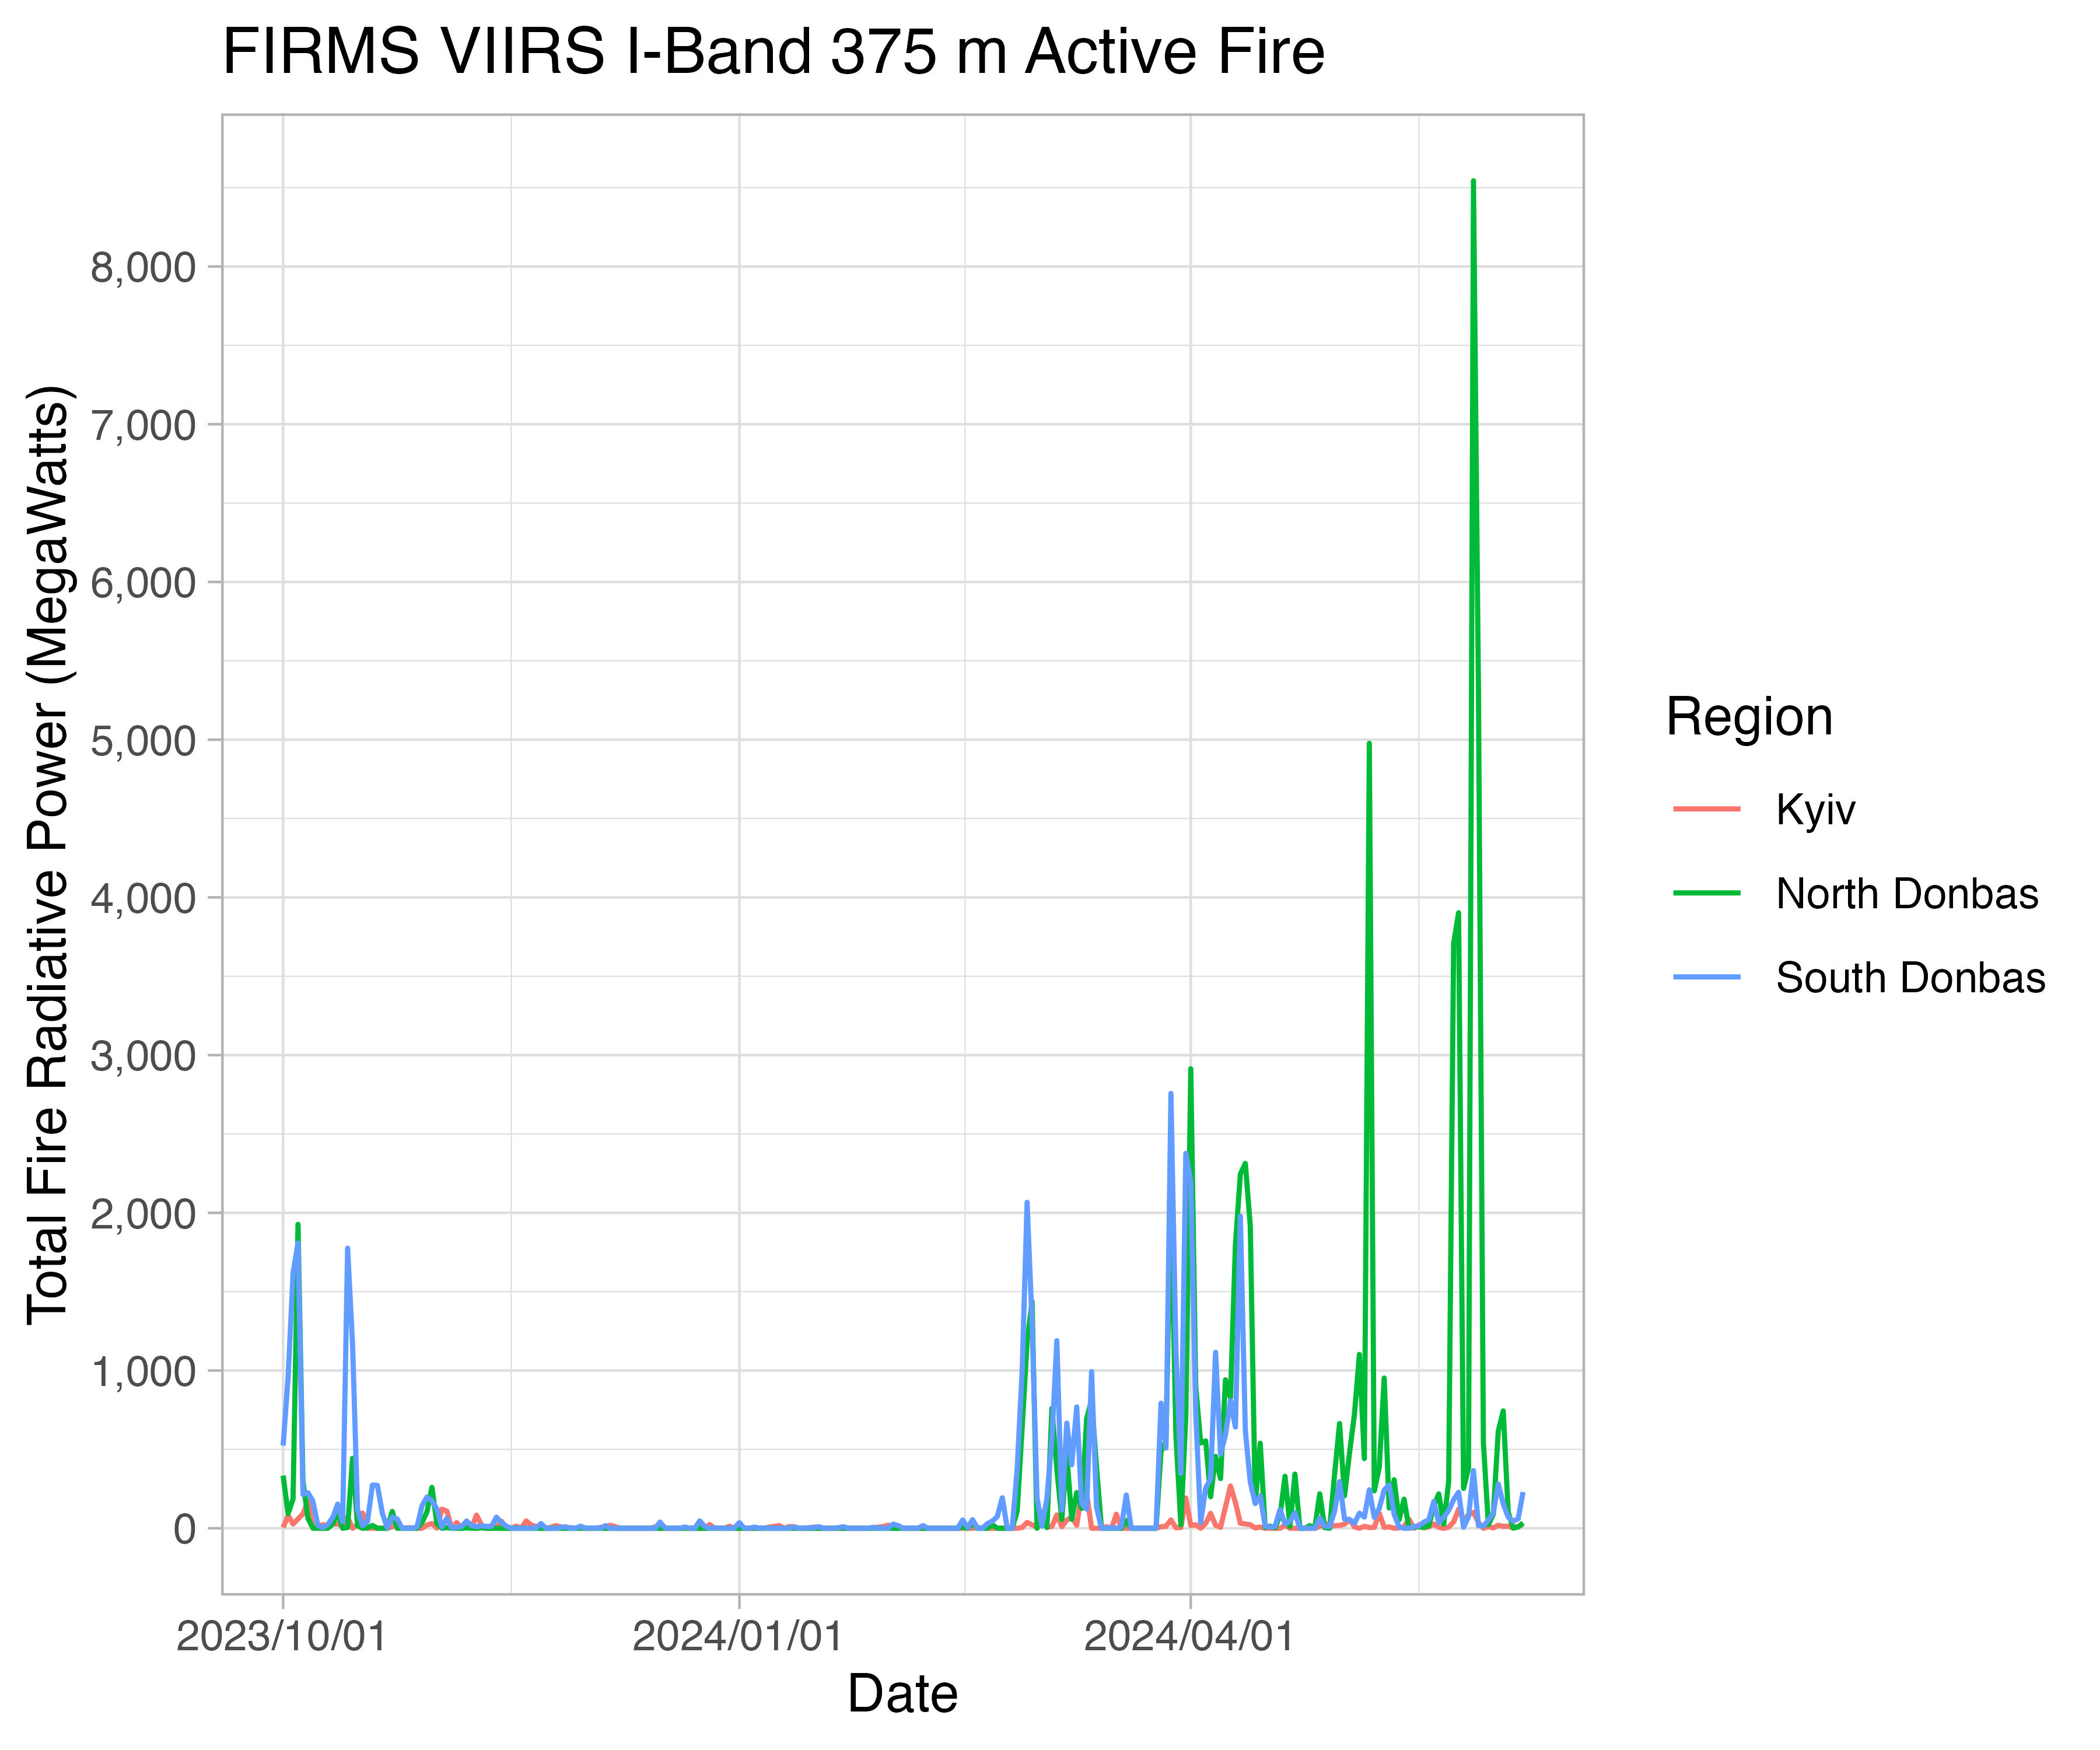 FIRMS VIIRS I-Band 375 m Active Fire
Total Fire Radiative Power (MegaWatts)
8,000
7,000
6,000
5,000
4,000
3,000
2,000
1,000
0
2023/10/01
2024/01/01
2024/04/01
Date
Region
Kyiv
North Donbas
South Donbas